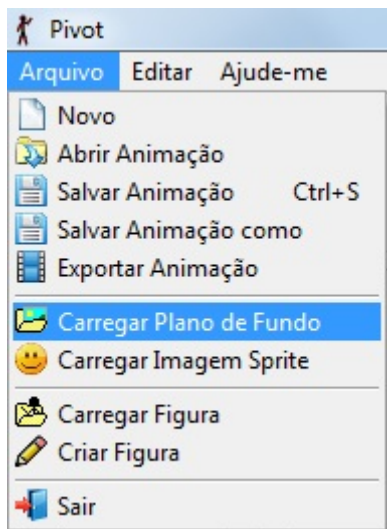 Pivot
Arquivo Editar Ajude-me
Novo
Abrir Animação
Salvar Animação Ctrl+S
Salvar Animação como
Exportar Animação
Carregar Plano de Fundo
Carregar Imagem Sprite
Carregar Figura
Criar Figura
Sair